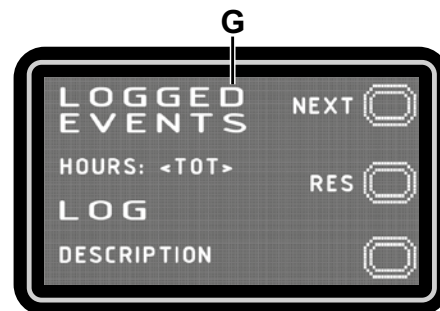 G
LOGGED
EVENTS
NEXT
HOURS: <TOT>
RES
LOG
DESCRIPTION